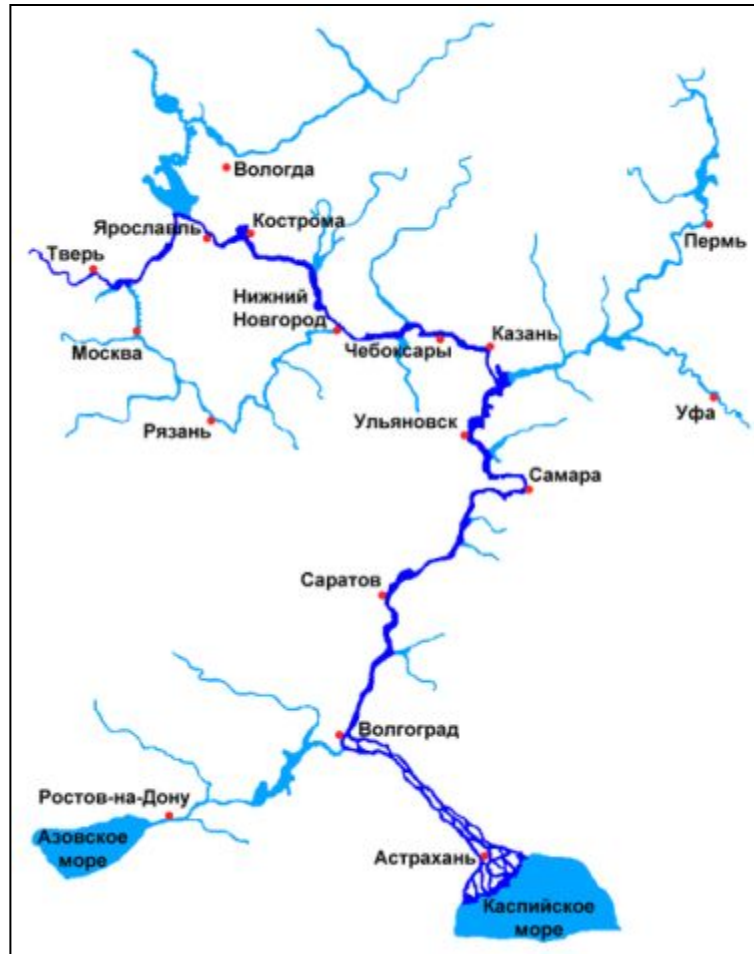 Вологда
Ярославль
Кострома
Тверь
Пермь
Нижний
Новгород
Москва
Чебоксары
Казань
Рязань
Ульяновск
Уфа
Самара
Саратов
Волгоград
Ростов-на-Дону
Азовское
море
Астрахань
Каспийское
море